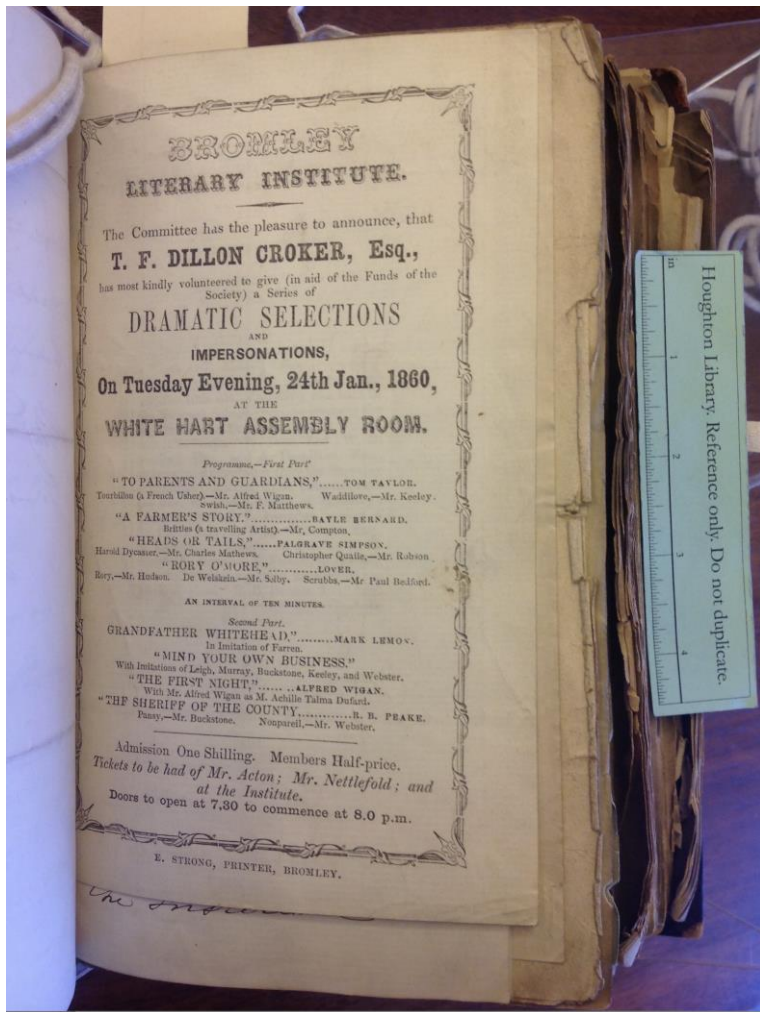 BROMLEY
LITERARY INSTITUTE.
The Committee has the pleasure to announce, that
T. F. DILLON CROKER, Esq.,
has most kindly volunteered to give (in aid of the Funds of the
Society) a Series of
DRAMATIC SELECTIONS
AND
IMPERSONATIONS,
On Tuesday Evening, 24th Jan., 1860,
AT THE
WHITE HART ASSEMBLY ROOM.
Programme.—First Part
"TO PARENTS AND GUARDIANS,"......TOM TAYLOR.
Tourbillon (a French Usher).—Mr. Alfred Wigan. Waddilove,—Mr. Keeley.
Swish,—Mr. F. Matthews.
"A FARMER'S STORY."...............BAYLE BERNARD.
Britties (a travelling Artist).—Mr, Compton,
"HEADS OR TAILS,"......PALGRAVE SIMPSON.
Harold Dycaster.—Mr. Charles Mathews. Christopher Quaile,—Mr. Robson
"RORY O'MORE,"............LOVER.
Rory,—Mr. Hudson. De Welskein.—Mr. Selby. Scrubbs,—Mr Paul Bedford.
AN INTERVAL OF TEN MINUTES.
Second Part.
GRANDFATHER WHITEHEAD.".........MARK LEMON.
In Imitation of Farren.
"MIND YOUR OWN BUSINESS."
With Imitations of Leigh, Murray, Buckstone, Keeley, and Webster.
"THE FIRST NIGHT,"........ALFRED WIGAN.
With Mr. Alfred Wigan as M. Achille Talma Dufard.
"THE SHERIFF OF THE COUNTY,............R. B. PEAKE.
Pansy,—Mr. Buckstone. Nonpareil,—Mr. Webster.
Admission One Shilling. Members Half-price.
Tickets to be had of Mr. Acton; Mr. Nettlefold; and
at the Institute.
Doors to open at 7.30 to commence at 8.0 p.m.
E. STRONG, PRINTER, BROMLEY.
the
Houghton Library. Reference only. Do not duplicate.
in
1
2
3
4